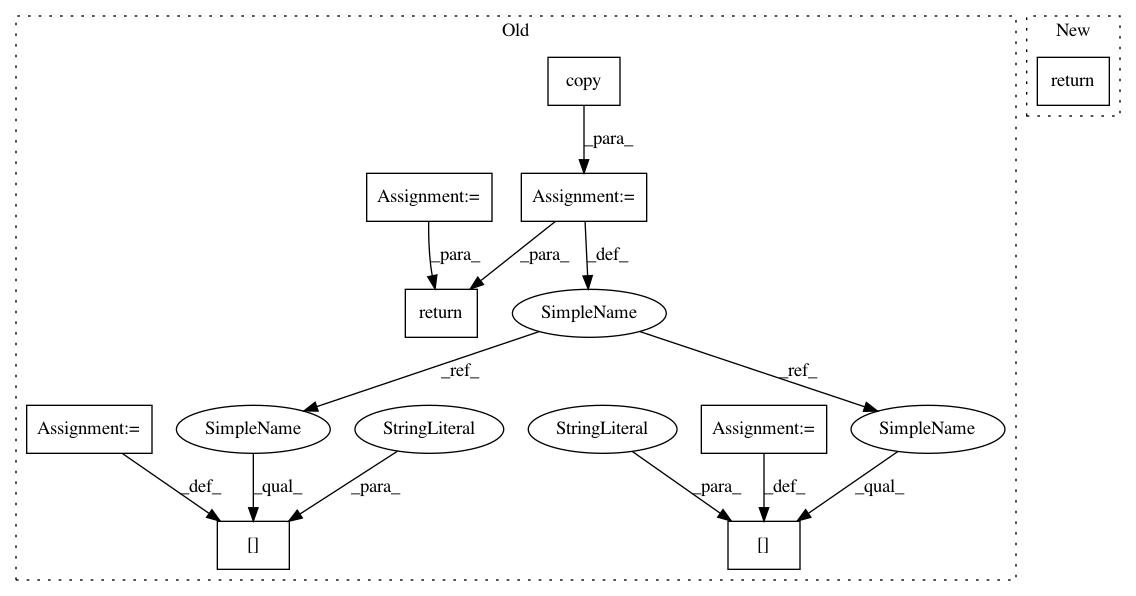 Old
New
copy
return
_para_
Assignment:=
Assignment:=
_para_
_para_
_def_
return
SimpleName
_ref_
_ref_
Assignment:=
SimpleName
StringLiteral
StringLiteral
Assignment:=
SimpleName
_def_
_qual_
_para_
_para_
_def_
_qual_
[]
[]